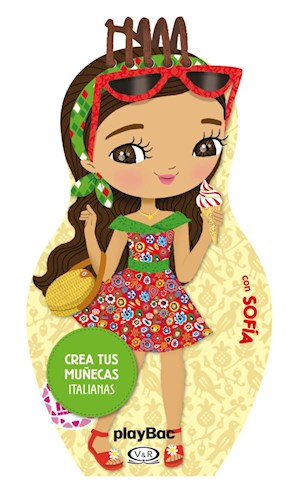 con SOFÍA
CREA TUS
MUÑECAS
ITALIANAS
playBac
V&R